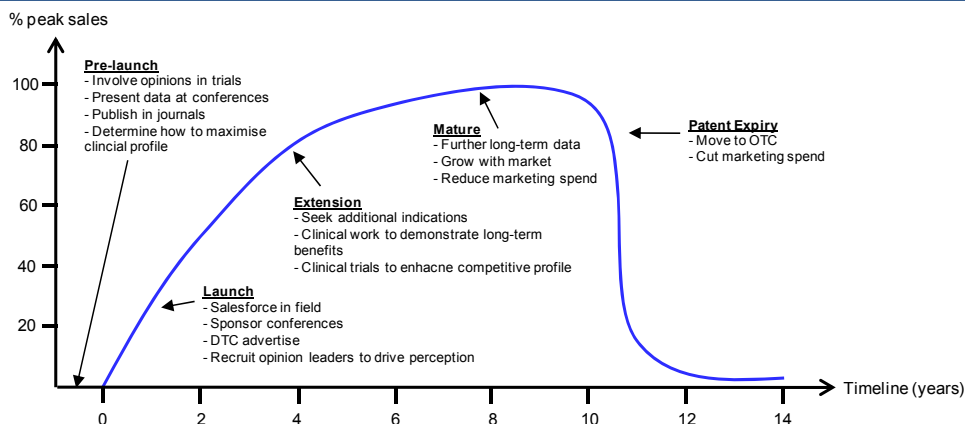 % peak sales
Pre-launch
- Involve opinions in trials
- Present data at conferences
- Publish in journals
- Determine how to maximise
clincial profile
100
80
60
40
20
Mature
- Further long-term data
- Grow with market
- Reduce marketing spend
Patent Expiry
- Move to OTC
- Cut marketing spend
Extension
- Seek additional indications
- Clinical work to demonstrate long-term
benefits
- Clinical trials to enhacne competitive profile
Launch
- Salesforce in field
- Sponsor conferences
- DTC advertise
- Recruit opinion leaders to drive perception
Timeline (years)
0 2 4 6 8 10 12 14